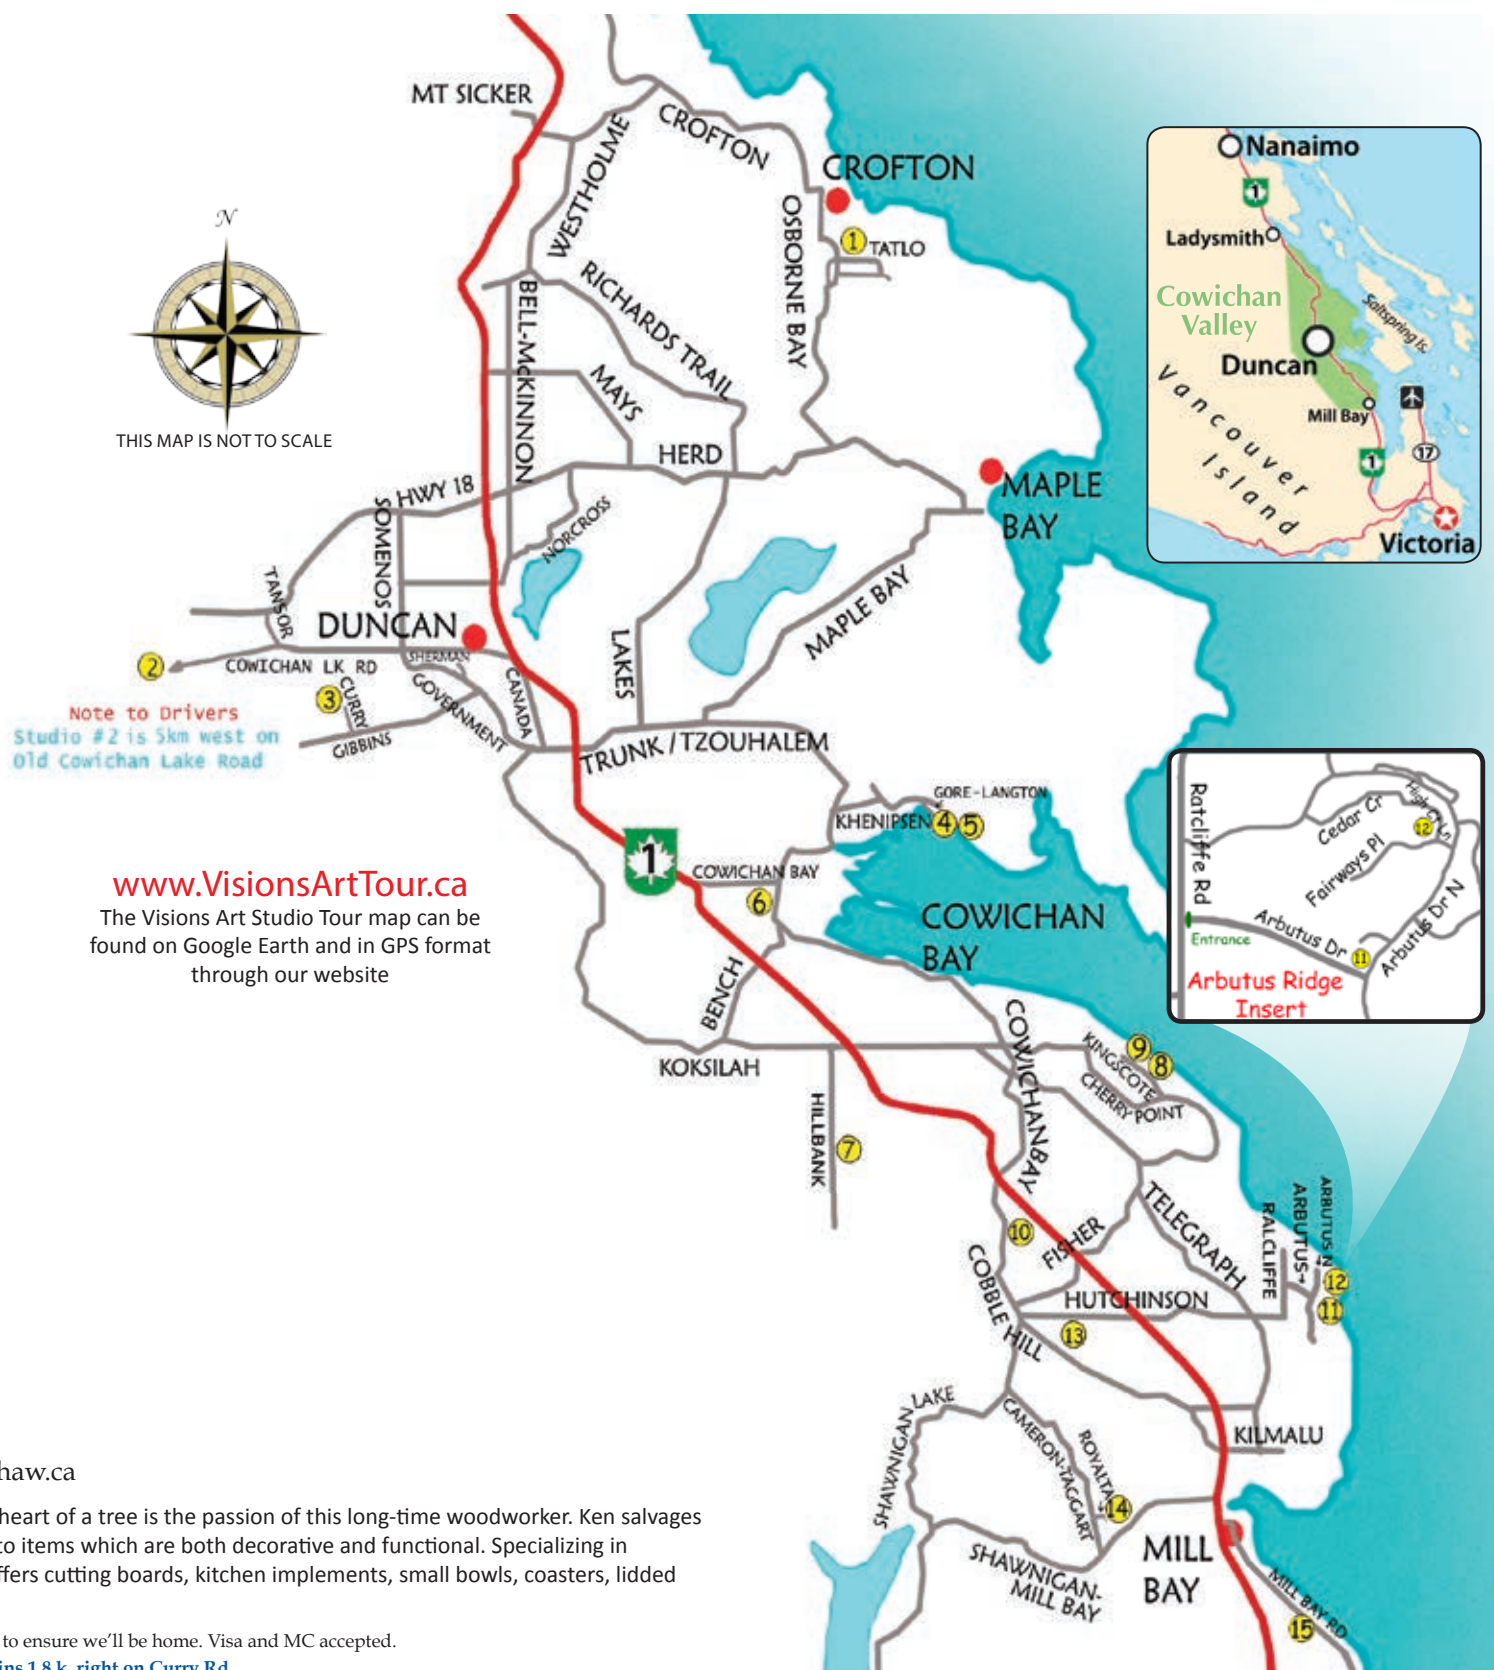 MT SICKER
CROFTON
WESTHOLME
CROFTON
OSBORNE BAY
1
TATLO
N
THIS MAP IS NOT TO SCALE
RICHARDS TRAIL
BELL-McKINNON
MAYS
HERD
HWY 18
SOMENOS
NORCROSS
MAPLE
BAY
TANSOR
DUNCAN
SHERMAN
2
COWICHAN LK RD
3
CURRY
GOVERNMENT
CANADA
GIBBINS
LAKES
MAPLE BAY
Note to Drivers
Studio #2 is 5km west on
Old Cowichan Lake Road
TRUNK / TZOUHALEM
GORE-LANGTON
KHENIPSEN
4
5
1
COWICHAN BAY
6
COWICHAN
BAY
www.VisionsArtTour.ca
The Visions Art Studio Tour map can be
found on Google Earth and in GPS format
through our website
BENCH
KOKSILAH
COWICHAN BAY
KINGSCOTE
9
8
CHERRY POINT
HILLBANK
7
10
FISHER
TELEGRAPH
RALCLIFFE
ARBUTUS
ARBUTUS N
12
11
COBBLE HILL
HUTCHINSON
13
SHAWNIGAN LAKE
CAMERON-TAGGART
ROYALTA
14
KILMALU
SHAWNIGAN-
MILL BAY
MILL
BAY
MILL BAY RD
15
Nanaimo
1
Ladysmith
Cowichan
Valley
Saltspring Is.
Duncan
Mill Bay
Vancouver
Island
1
17
Victoria
Ratcliffe Rd
Cedar Cr
12
Fairways Pl
Arbutus Dr N
Arbutus Dr
11
Entrance
Arbutus Ridge
Insert
haw.ca
heart of a tree is the passion of this long-time woodworker. Ken salvages
to items which are both decorative and functional. Specializing in
ffers cutting boards, kitchen implements, small bowls, coasters, lidded
to ensure we'll be home. Visa and MC accepted.
ins 1.8 k, right on Curry Rd